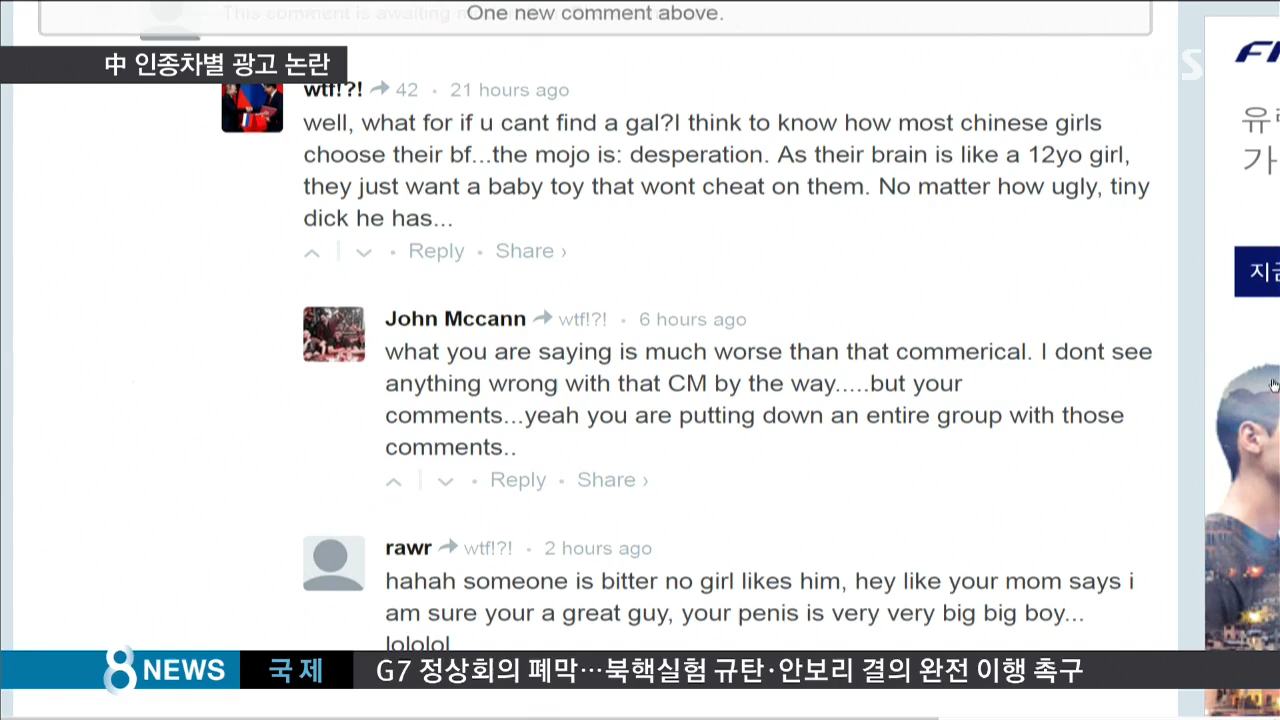 One new comment above.
中 인종차별 광고 논란
SBS
wtf!?! 42 • 21 hours ago
well, what for if u cant find a gal?I think to know how most chinese girls
choose their bf...the mojo is: desperation. As their brain is like a 12yo girl,
they just want a baby toy that wont cheat on them. No matter how ugly, tiny
dick he has...
• Reply • Share ›
John Mccann wtf!?! • 6 hours ago
what you are saying is much worse than that commerical. I dont see
anything wrong with that CM by the way.....but your
comments...yeah you are putting down an entire group with those
comments..
• Reply • Share ›
rawr wtf!?! • 2 hours ago
hahah someone is bitter no girl likes him, hey like your mom says i
am sure your a great guy, your penis is very very big big boy...
lololol
8 NEWS 국제 G7 정상회의 폐막…북핵실험 규탄·안보리 결의 완전 이행 촉구